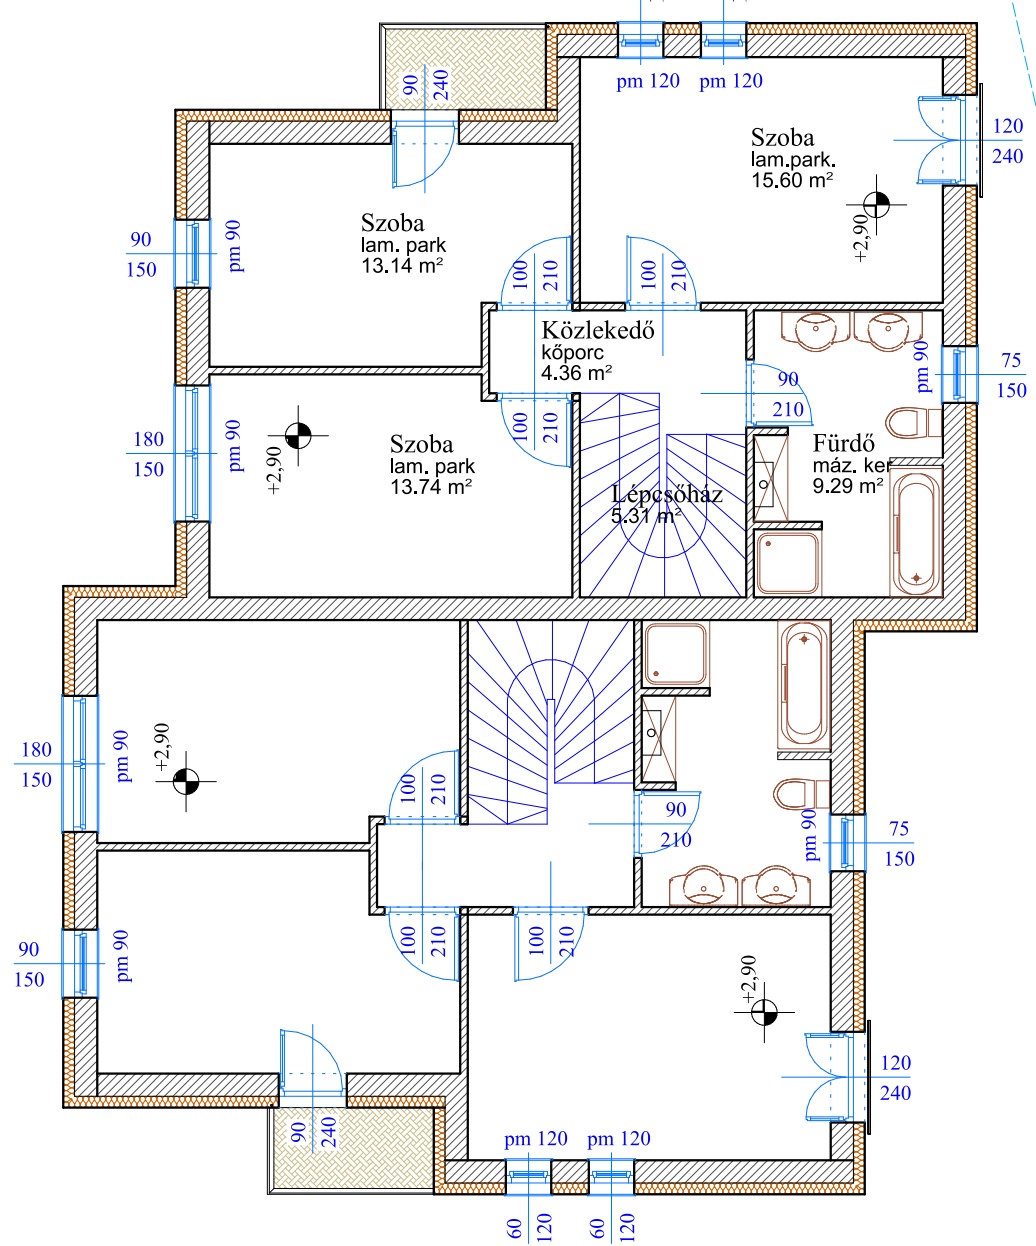 90
240
pm 120
pm 120
Szoba
lam.park.
15.60 m²
120
240
+2,90
Szoba
lam. park
13.14 m²
90
150
pm 90
100
210
100
210
Közlekedő
kőporc
4.36 m²
pm 90
75
150
90
210
180
150
pm 90
+2,90
Szoba
lam. park
13.74 m²
100
210
Fürdő
máz. ker
9.29 m²
Lépcsőház
5.31 m²
180
150
pm 90
+2,90
100
210
90
210
pm 90
75
150
90
150
pm 90
100
210
100
210
+2,90
120
240
90
240
pm 120
pm 120
60
120
60
120